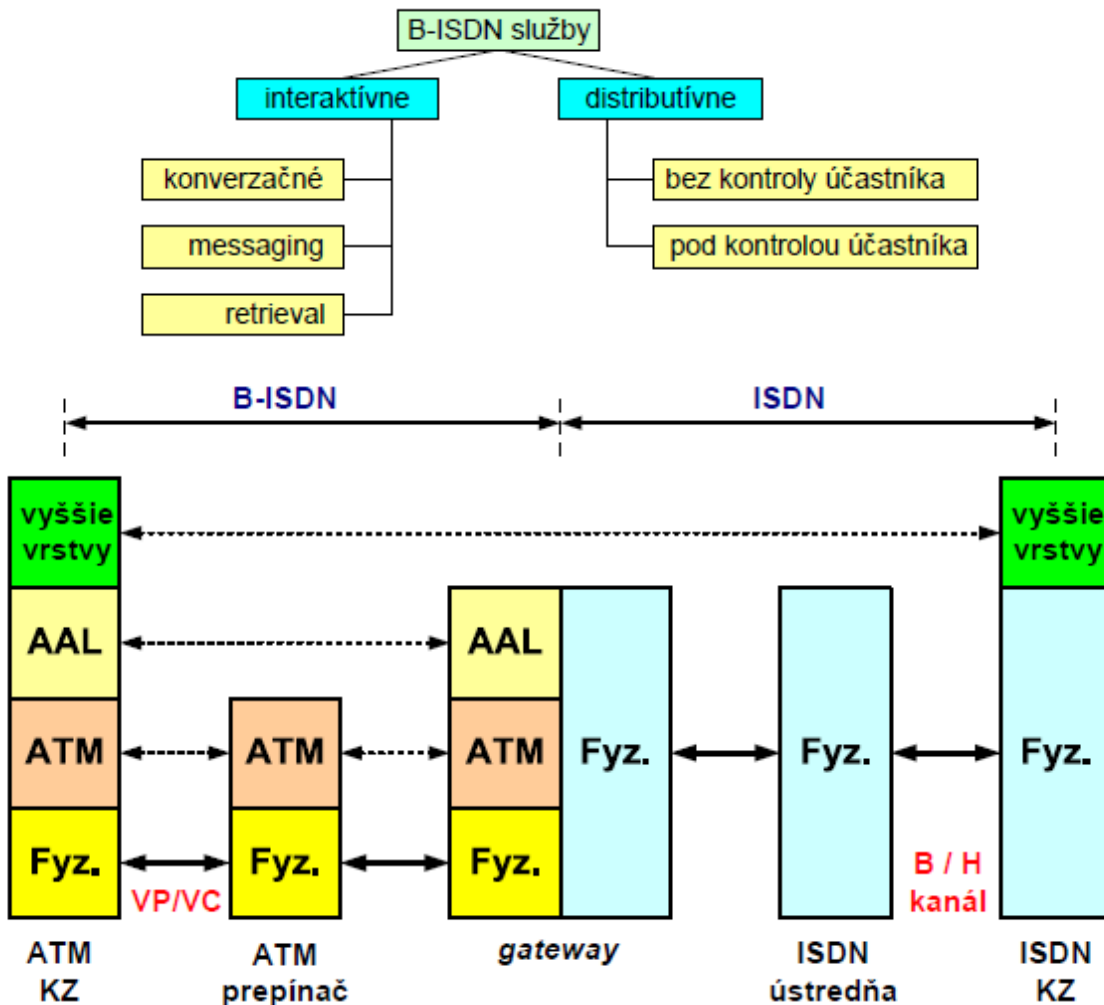 B-ISDN služby
interaktívne
distributívne
konverzačné
bez kontroly účastníka
messaging
pod kontrolou účastníka
retrieval
B-ISDN
ISDN
vyššie
vrstvy
vyššie
vrstvy
AAL
AAL
ATM
ATM
ATM
Fyz.
Fyz.
Fyz.
Fyz.
Fyz.
Fyz.
VP/VC
B / H
kanál
ATM
KZ
ATM
prepínač
gateway
ISDN
ústredňa
ISDN
KZ